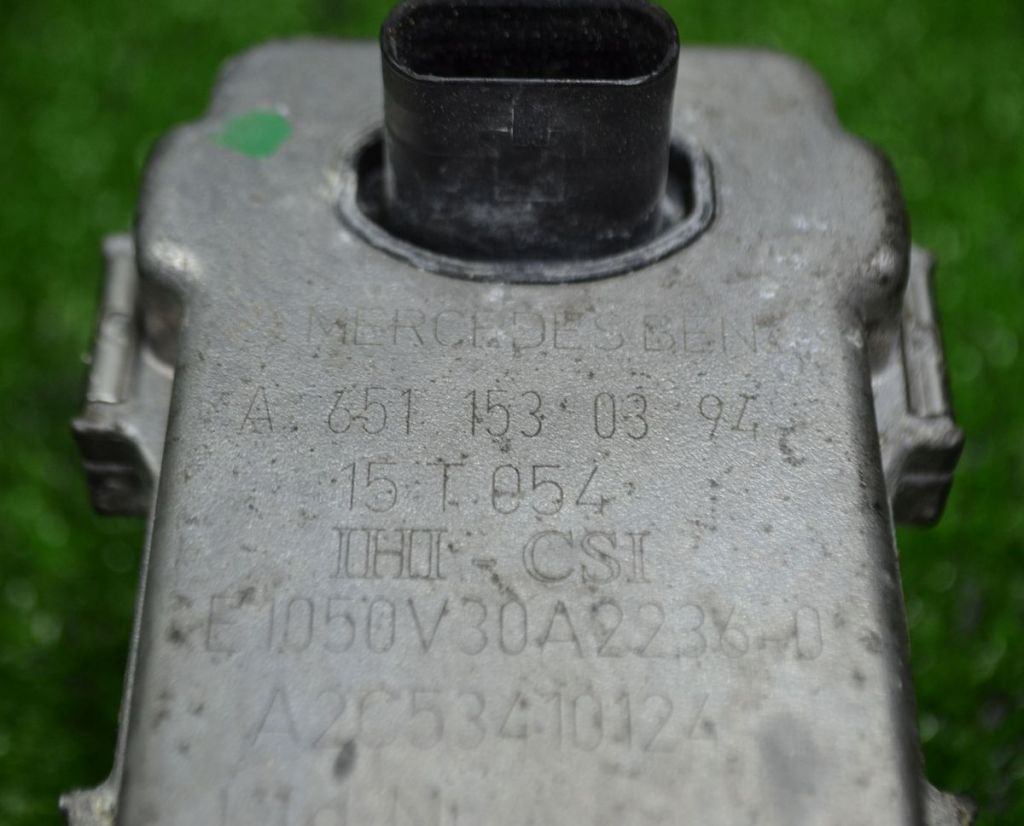 MERCEDES BENZ
A 651 153 03 94
15 T 054
IHI - CSI
E1050V30A2236-0
A2C53410124